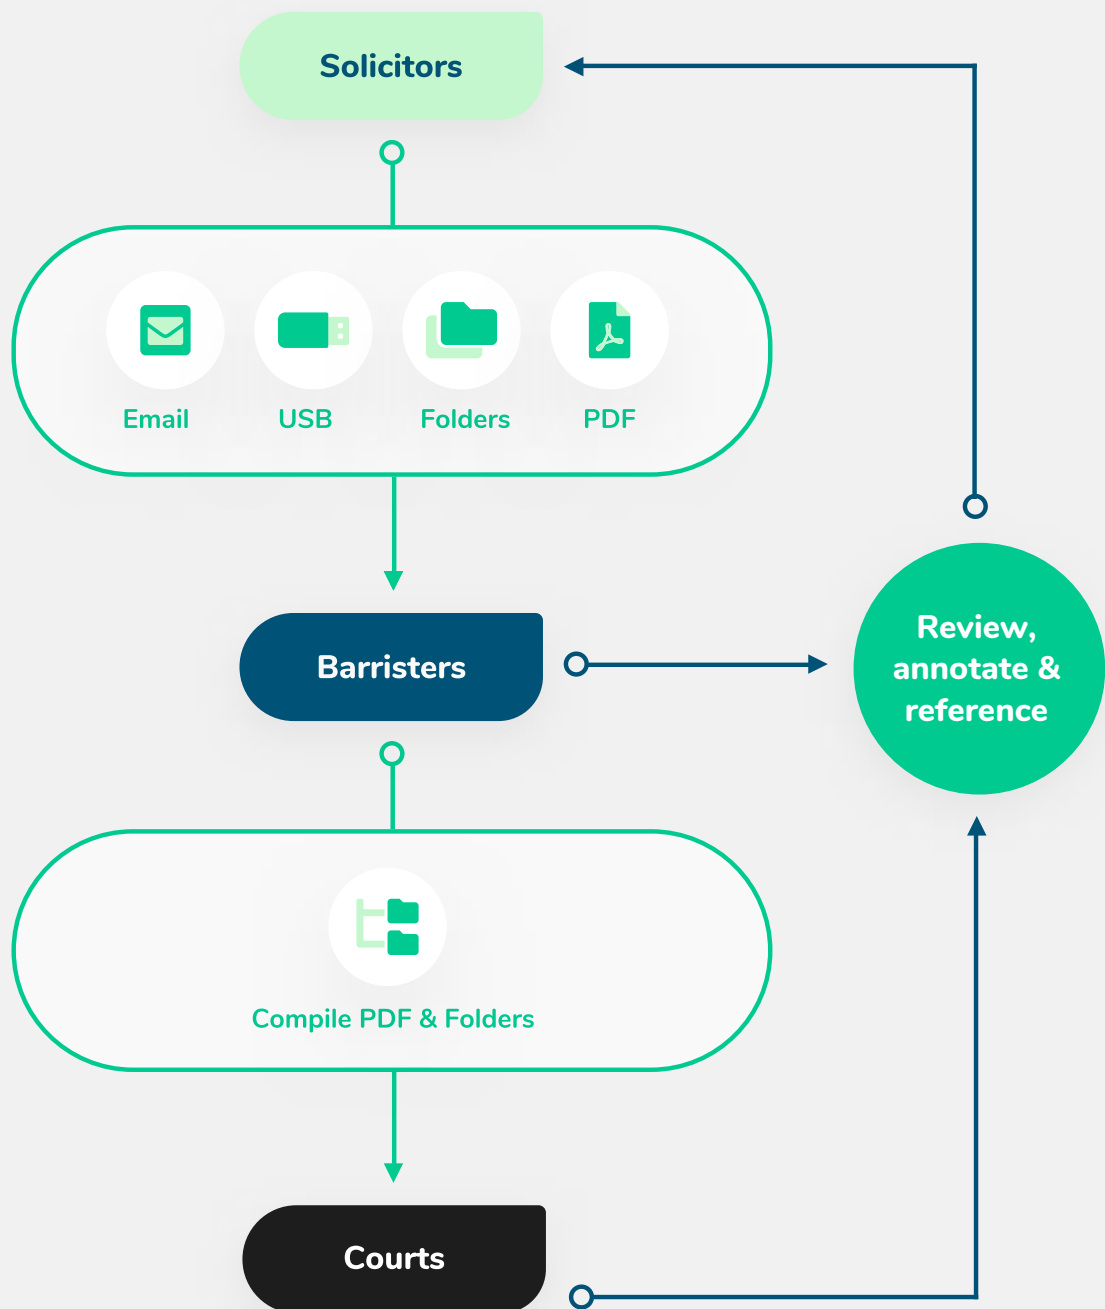 Solicitors
Email
USB
Folders
PDF
Barristers
Review,
annotate &
reference
Compile PDF & Folders
Courts